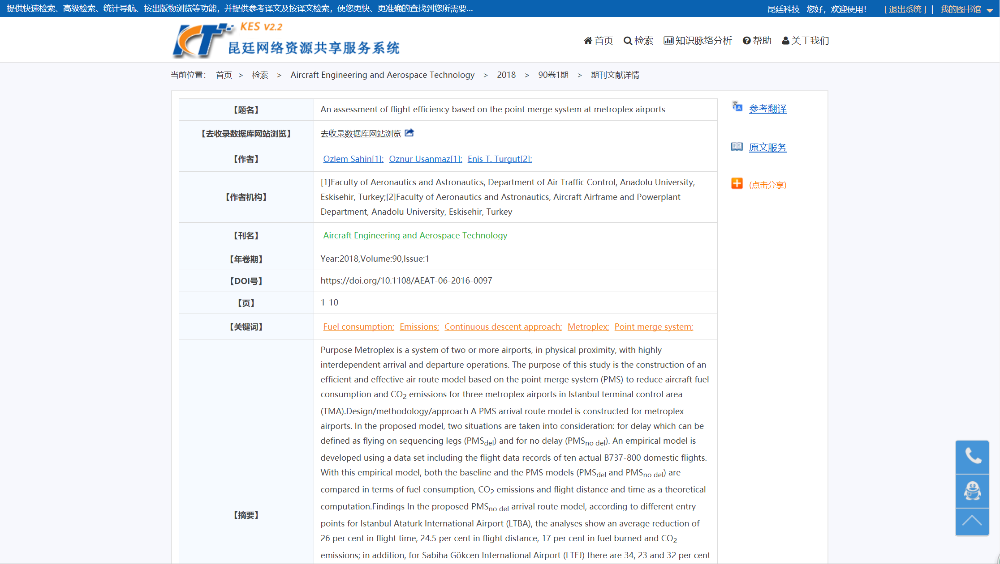 提供快速检索、高级检索、统计导航、按出版物浏览等功能，并提供参考译文及按译文检索，使您更快、更准确的查找到您所需要...
昆廷科技 您好，欢迎使用！ [ 退出系统 ] | 我的图书馆
KT KES V2.2
昆廷网络资源共享服务系统
首页 检索 知识脉络分析 帮助 关于我们
当前位置： 首页 > 检索 > Aircraft Engineering and Aerospace Technology > 2018 > 90卷1期 > 期刊文献详情
【题名】 An assessment of flight efficiency based on the point merge system at metroplex airports
参考翻译
【去收录数据库网站浏览】 去收录数据库网站浏览
原文服务
【作者】 Ozlem Sahin[1]; Oznur Usanmaz[1]; Enis T. Turgut[2];
(点击分享)
【作者机构】 [1]Faculty of Aeronautics and Astronautics, Department of Air Traffic Control, Anadolu University,
Eskisehir, Turkey;[2]Faculty of Aeronautics and Astronautics, Aircraft Airframe and Powerplant
Department, Anadolu University, Eskisehir, Turkey
【刊名】 Aircraft Engineering and Aerospace Technology
【年卷期】 Year:2018,Volume:90,Issue:1
【DOI号】 https://doi.org/10.1108/AEAT-06-2016-0097
【页】 1-10
【关键词】 Fuel consumption; Emissions; Continuous descent approach; Metroplex; Point merge system;
【摘要】 Purpose Metroplex is a system of two or more airports, in physical proximity, with highly
interdependent arrival and departure operations. The purpose of this study is the construction of an
efficient and effective air route model based on the point merge system (PMS) to reduce aircraft fuel
consumption and CO2 emissions for three metroplex airports in Istanbul terminal control area
(TMA).Design/methodology/approach A PMS arrival route model is constructed for metroplex
airports. In the proposed model, two situations are taken into consideration: for delay which can be
defined as flying on sequencing legs (PMSdel) and for no delay (PMSno del). An empirical model is
developed using a data set including the flight data records of ten actual B737-800 domestic flights.
With this empirical model, both the baseline and the PMS models (PMSdel and PMSno del) are
compared in terms of fuel consumption, CO2 emissions and flight distance and time as a theoretical
computation.Findings In the proposed PMSno del arrival route model, according to different entry
points for Istanbul Ataturk International Airport (LTBA), the analyses show an average reduction of
26 per cent in flight time, 24.5 per cent in flight distance, 17 per cent in fuel burned and CO2
emissions; in addition, for Sabiha Gökcen International Airport (LTFJ) there are 34, 23 and 32 per cent